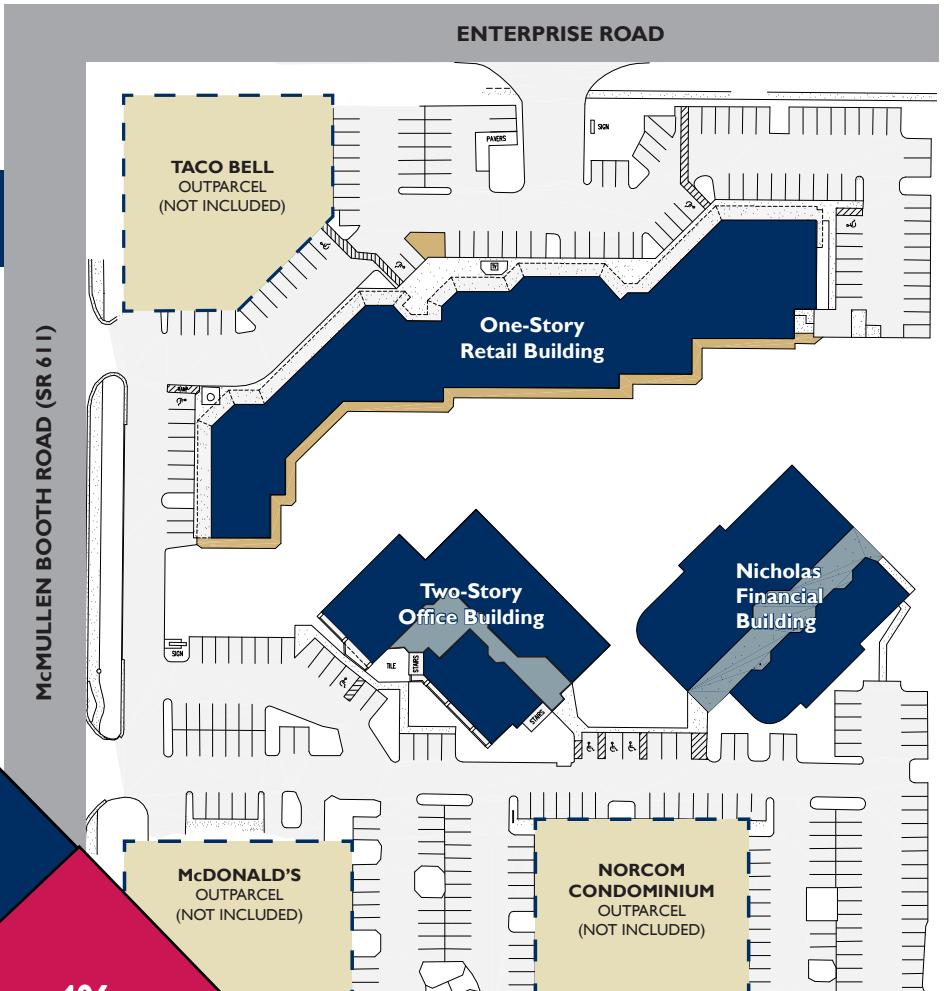 ENTERPRISE ROAD
TACO BELL
OUTPARCEL
(NOT INCLUDED)
PAVERS
SIGN
One-Story
Retail Building
McMULLEN BOOTH ROAD (SR 611)
Two-Story
Office Building
Nicholas
Financial
Building
SIGN
TILE
STAIRS
STAIRS
McDONALD'S
OUTPARCEL
(NOT INCLUDED)
NORCOM
CONDOMINIUM
OUTPARCEL
(NOT INCLUDED)